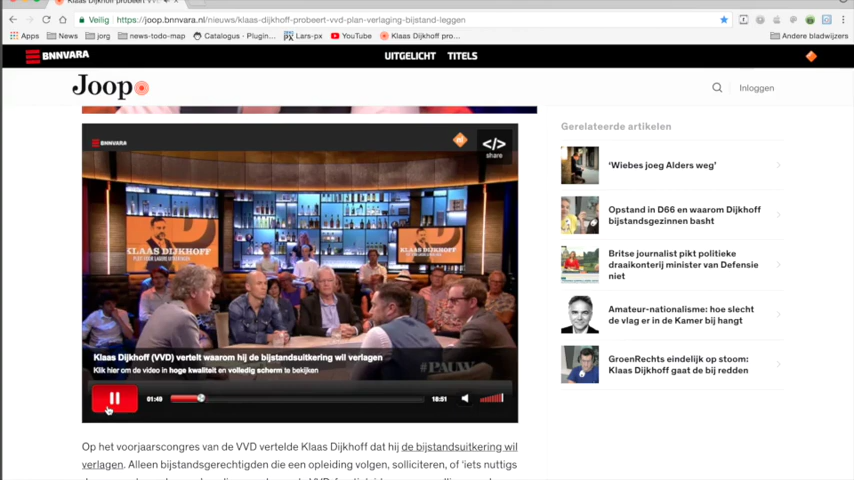 Klaas Dijkhoff probeert VVD-
Veilig
https://joop.bnnvara.nl/nieuws/klaas-dijkhoff-probeert-vvd-plan-verlaging-bijstand-leggen
Apps
News
jorg
news-todo-map
Catalogus - Plugin...
Lars-px
YouTube
Klaas Dijkhoff pro...
Andere bladwijzers
BNNVARA
UITGELICHT
TITELS
Joop
Inloggen
BNNVARA
</>
share
KLAAS DIJKHOFF
KLAAS DIJKHOFF
Klaas Dijkhoff (VVD) vertelt waarom hij de bijstandsuitkering wil verlagen
Klik hier om de video in hoge kwaliteit en volledig scherm te bekijken
#PAUW
01:49
18:51
Op het voorjaarscongres van de VVD vertelde Klaas Dijkhoff dat hij de bijstandsuitkering wil
verlagen. Alleen bijstandsgerechtigden die een opleiding volgen, solliciteren, of ‘iets nuttigs
Gerelateerde artikelen
‘Wiebes joeg Alders weg’
Opstand in D66 en waarom Dijkhoff
bijstandsgezinnen basht
Britse journalist pikt politieke
draaikonterij minister van Defensie
niet
Amateur-nationalisme: hoe slecht
de vlag er in de Kamer bij hangt
GroenRechts eindelijk op stoom:
Klaas Dijkhoff gaat de bij redden